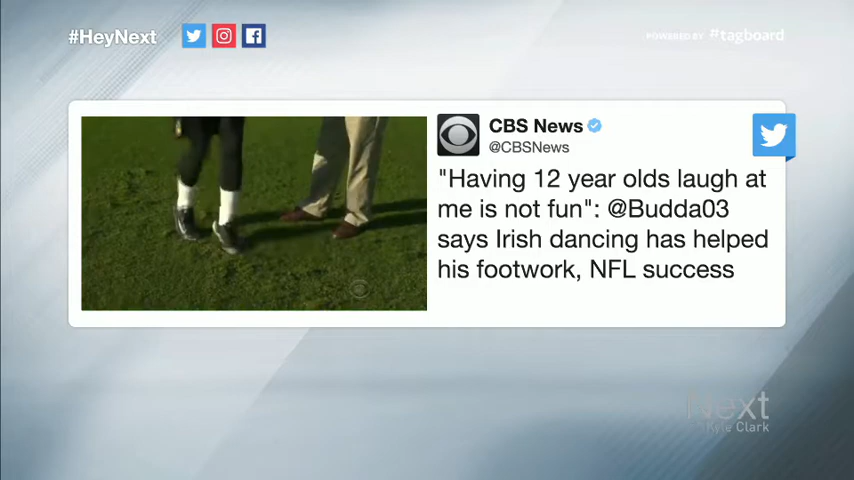 #HeyNext
POWERED BY #tagboard
CBS News
@CBSNews
"Having 12 year olds laugh at
me is not fun": @Budda03
says Irish dancing has helped
his footwork, NFL success
Next
Kyle Clark